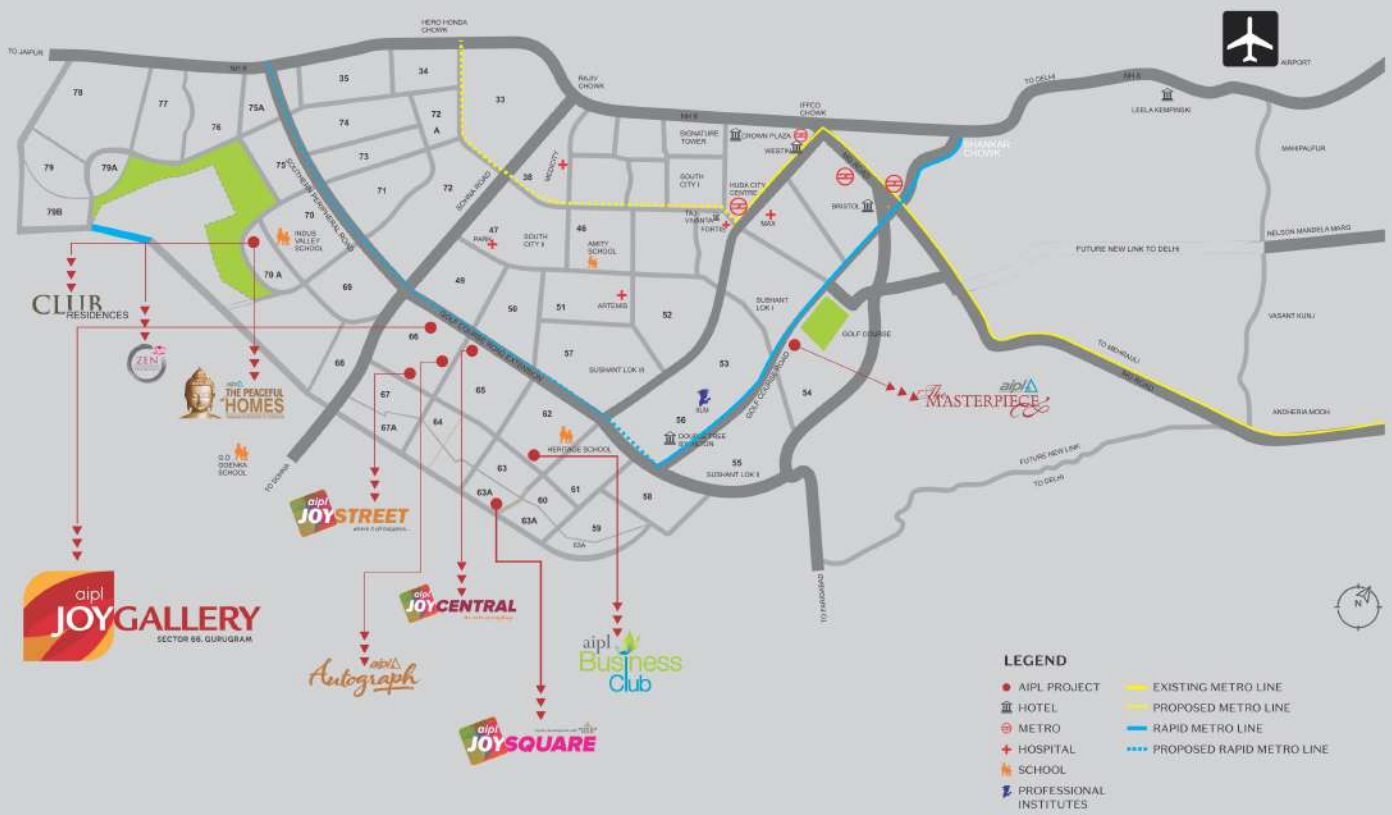 HERO HONDA
CHOWK
TO JAIPUR
NH 8
RAJIV
CHOWK
IFFCO
CHOWK
NH 8
TO DELHI
NH 8
AIRPORT
LEELA KEMPINSKI
MAHIPALPUR
SHANKAR
CHOWK
78
77
76
75A
35
34
33
74
72
A
73
71
72
79
79A
79B
75
70
SOUTHERN PERIPHERAL ROAD
SOHNA ROAD
38
MEDICITY
SIGNATURE
TOWER
CROWN PLAZA
WESTIN
SOUTH
CITY I
HUDA CITY
CENTRE
TAJ
VIVANTA
FORTIS
MAX
MG ROAD
BRISTOL
INDUS
VALLEY
SCHOOL
70 A
69
47
PARK
SOUTH
CITY II
46
AMITY
SCHOOL
49
50
51
ARTEMIS
52
SUSHANT
LOK I
GOLF COURSE
FUTURE NEW LINK TO DELHI
NELSON MANDELA MARG
VASANT KUNJ
TO MEHRAULI
MG ROAD
ANDHERIA MODH
CLUB
RESIDENCES
ZEN
THE PEACEFUL
HOMES
66
GOLF COURSE ROAD EXTENSION
57
SUSHANT LOK III
53
GOLF COURSE ROAD
54
aipl
The
MASTERPIECE
66
67
65
67A
64
62
HERITAGE SCHOOL
56
IILM
DOUBLE TREE
BY HILTON
55
SUSHANT LOK II
FUTURE NEW LINK
TO DELHI
G.D
GOENKA
SCHOOL
TO SOHNA
63
63A
60
61
58
63A
59
63A
TO FARIDABAD
aipl
JOYSTREET
where it all happens...
aipl
JOYGALLERY
SECTOR 66, GURUGRAM
aipl
JOYCENTRAL
aipl
Autograph
aipl
Business
Club
aipl
JOYSQUARE
N
LEGEND
AIPL PROJECT
HOTEL
METRO
HOSPITAL
SCHOOL
PROFESSIONAL
INSTITUTES
EXISTING METRO LINE
PROPOSED METRO LINE
RAPID METRO LINE
PROPOSED RAPID METRO LINE